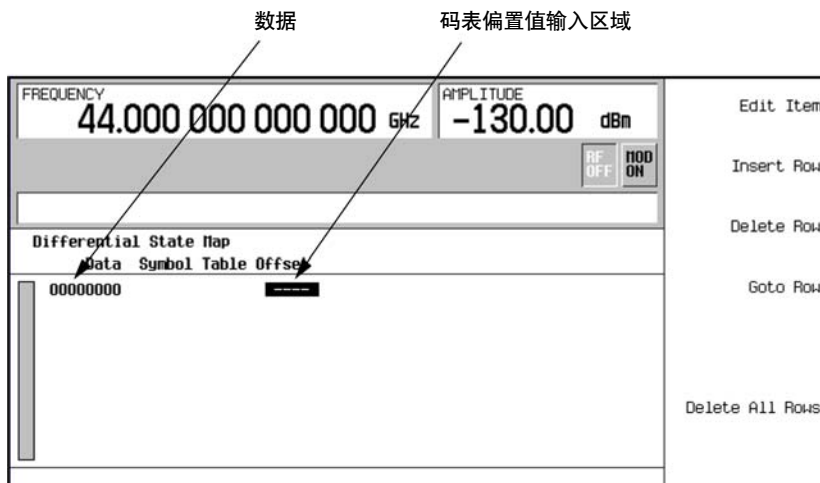 数据
码表偏置值输入区域
FREQUENCY
44.000 000 000 000 GHz
AMPLITUDE
-130.00 dBm
RF OFF
MOD ON
Edit Item
Insert Row
Delete Row
Goto Row
Delete All Rows
Differential State Map
Data Symbol Table Offset
00000000 ----